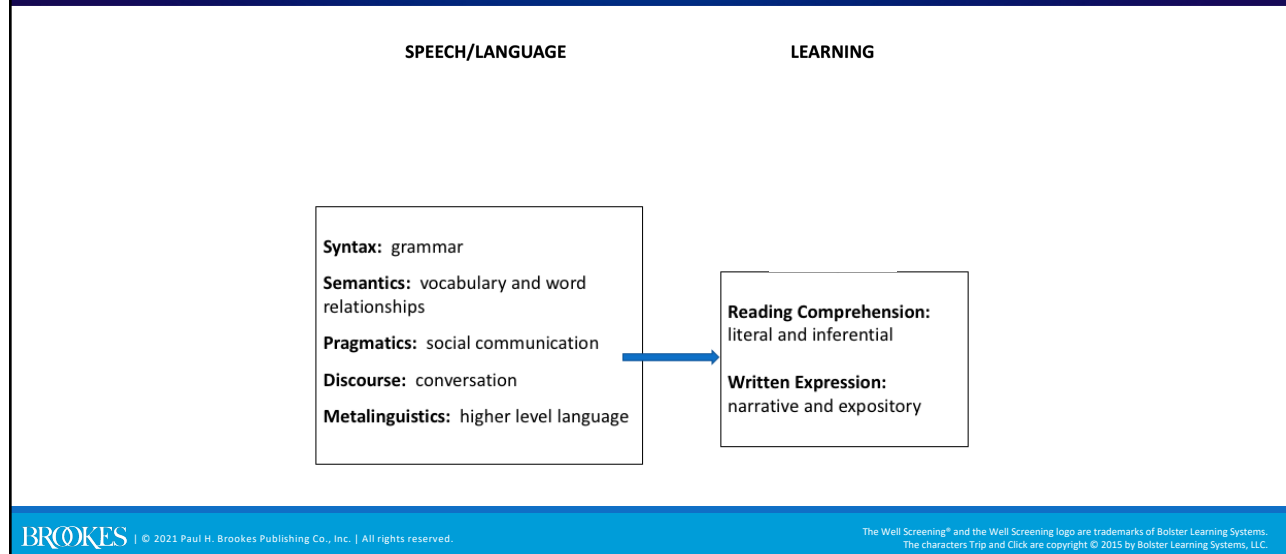 SPEECH/LANGUAGE
LEARNING
Syntax: grammar
Semantics: vocabulary and word
relationships
Pragmatics: social communication
Discourse: conversation
Metalinguistics: higher level language
Reading Comprehension:
literal and inferential
Written Expression:
narrative and expository
BROOKES | © 2021 Paul H. Brookes Publishing Co., Inc. | All rights reserved.
The Well Screening® and the Well Screening logo are trademarks of Bolster Learning Systems.
The characters Trip and Click are copyright © 2015 by Bolster Learning Systems, LLC.